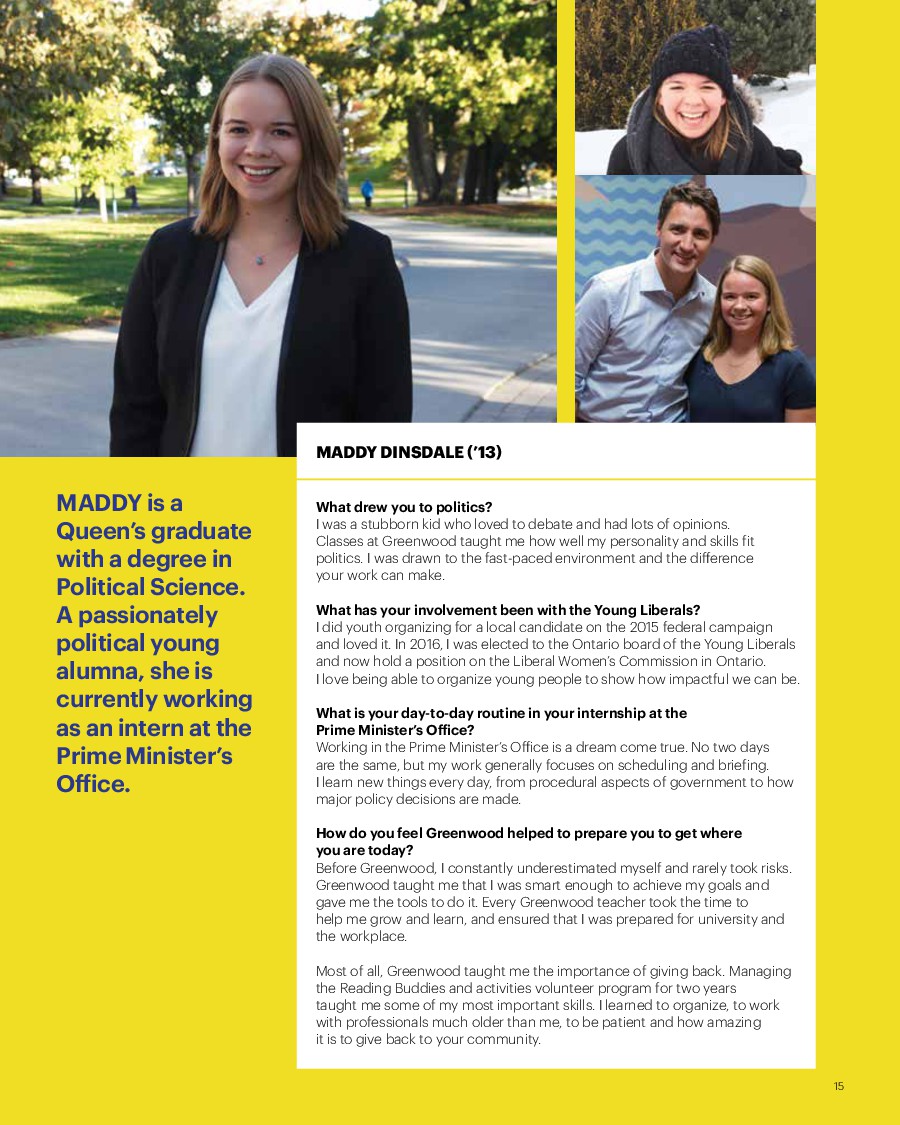 MADDY DINSDALE (’13)
MADDY is a
Queen’s graduate
with a degree in
Political Science.
A passionately
political young
alumna, she is
currently working
as an intern at the
Prime Minister’s
Office.
What drew you to politics?
I was a stubborn kid who loved to debate and had lots of opinions.
Classes at Greenwood taught me how well my personality and skills fit
politics. I was drawn to the fast-paced environment and the difference
your work can make.
What has your involvement been with the Young Liberals?
I did youth organizing for a local candidate on the 2015 federal campaign
and loved it. In 2016, I was elected to the Ontario board of the Young Liberals
and now hold a position on the Liberal Women’s Commission in Ontario.
I love being able to organize young people to show how impactful we can be.
What is your day-to-day routine in your internship at the
Prime Minister’s Office?
Working in the Prime Minister’s Office is a dream come true. No two days
are the same, but my work generally focuses on scheduling and briefing.
I learn new things every day, from procedural aspects of government to how
major policy decisions are made.
How do you feel Greenwood helped to prepare you to get where
you are today?
Before Greenwood, I constantly underestimated myself and rarely took risks.
Greenwood taught me that I was smart enough to achieve my goals and
gave me the tools to do it. Every Greenwood teacher took the time to
help me grow and learn, and ensured that I was prepared for university and
the workplace.
Most of all, Greenwood taught me the importance of giving back. Managing
the Reading Buddies and activities volunteer program for two years
taught me some of my most important skills. I learned to organize, to work
with professionals much older than me, to be patient and how amazing
it is to give back to your community.
15